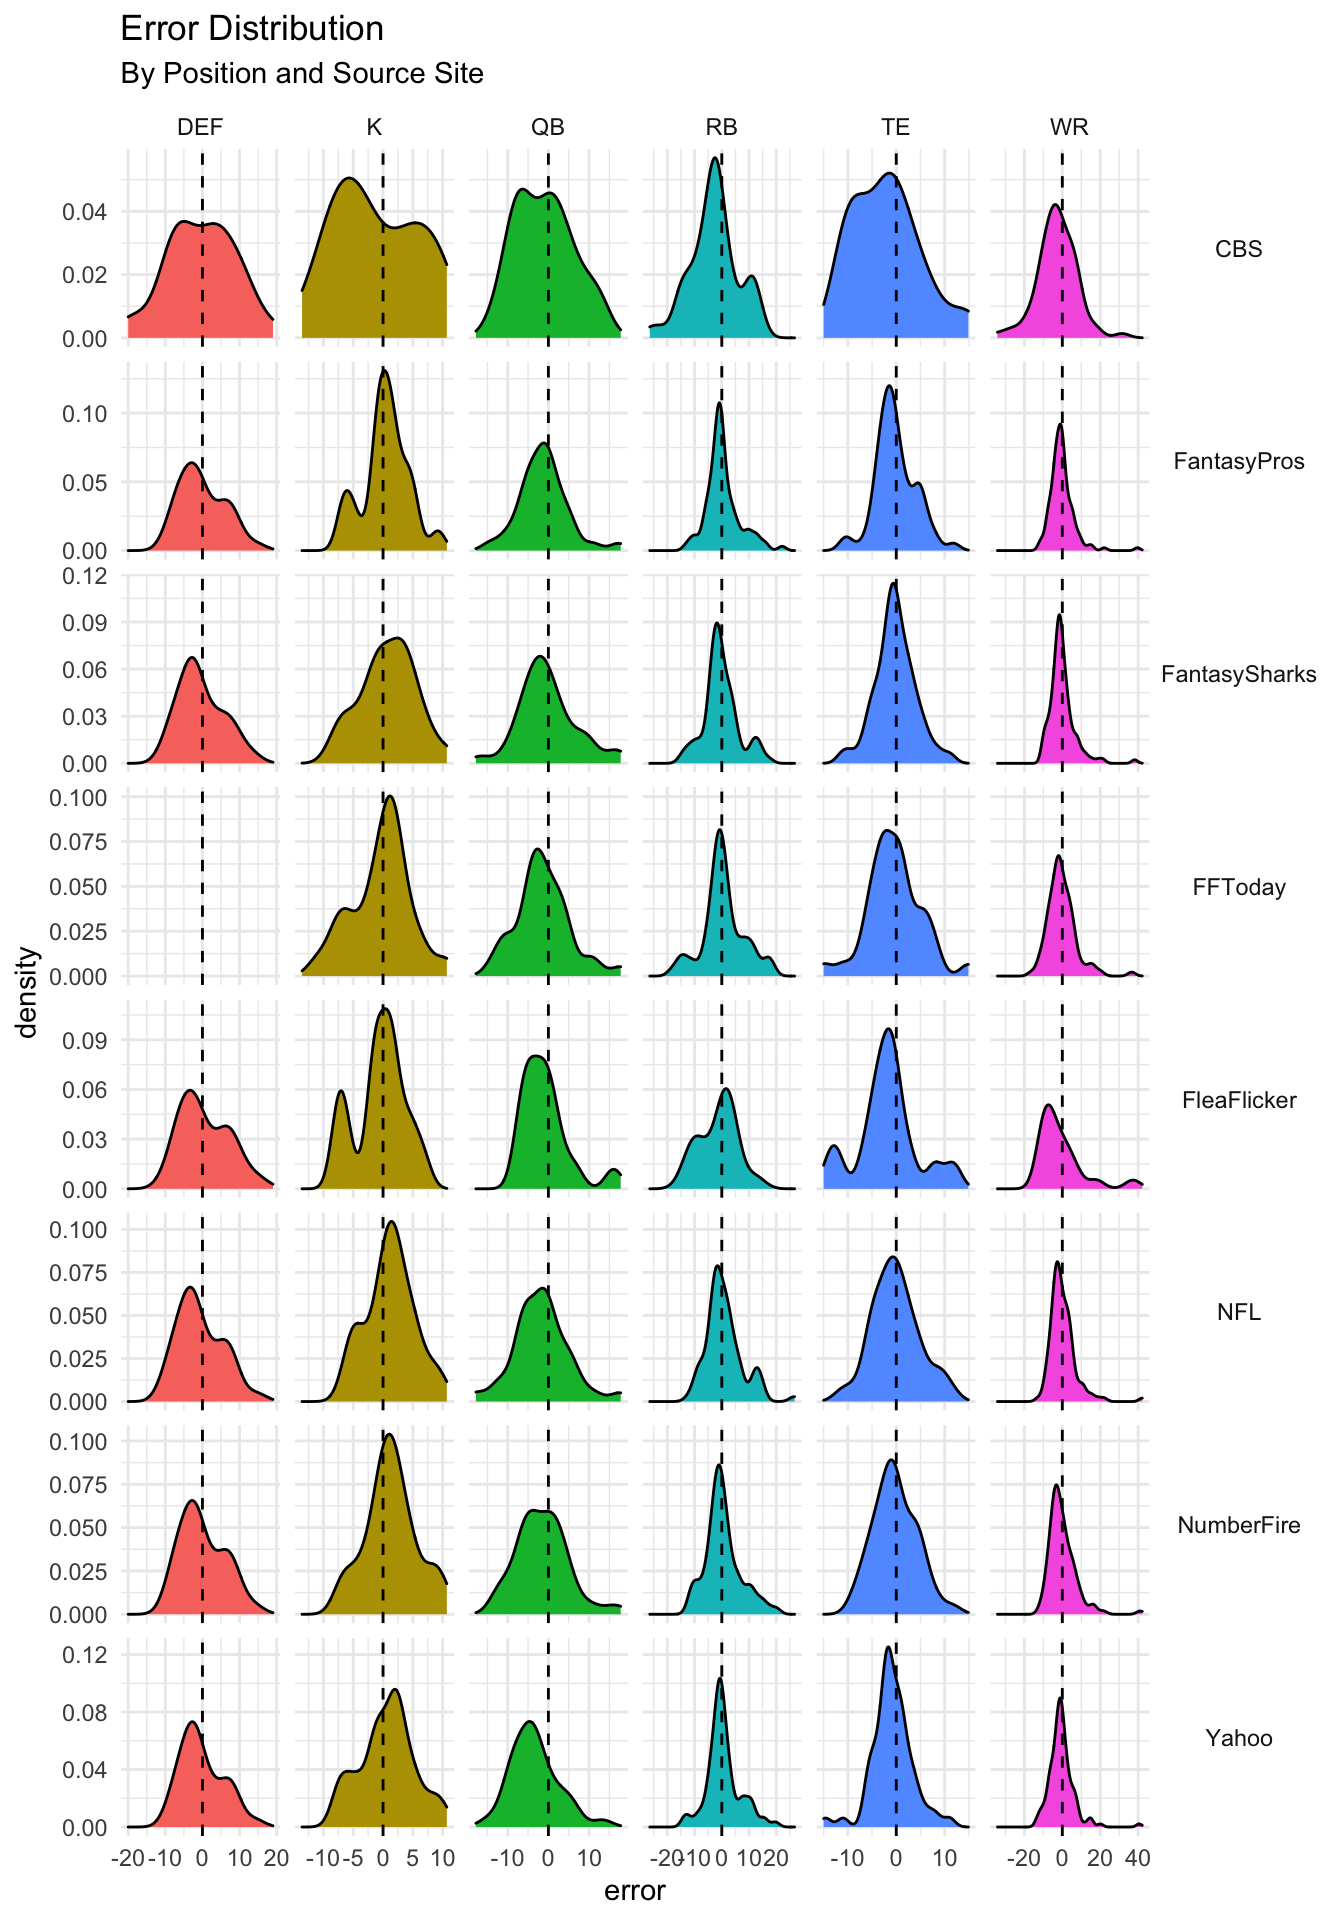 Error Distribution
By Position and Source Site
DEF K QB RB TE WR
0.04
0.02
0.00
CBS
0.10
0.05
0.00
FantasyPros
0.12
0.09
0.06
0.03
0.00
FantasySharks
0.100
0.075
0.050
0.025
0.000
FFToday
density
0.09
0.06
0.03
0.00
FleaFlicker
0.100
0.075
0.050
0.025
0.000
NFL
0.100
0.075
0.050
0.025
0.000
NumberFire
0.12
0.08
0.04
0.00
Yahoo
-20 -10 0 10 20 -10 -5 0 5 10 -10 0 10 -20 -10 0 10 20 -10 0 10 -20 0 20 40
error